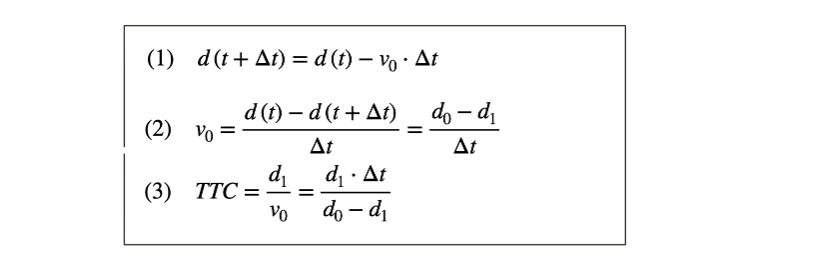 (1) d(t + Δt) = d(t) − v₀ · Δt
(2) v₀ = (d(t) − d(t + Δt)) / Δt = (d₀ − d₁) / Δt
(3) TTC = d₁ / v₀ = (d₁ · Δt) / (d₀ − d₁)